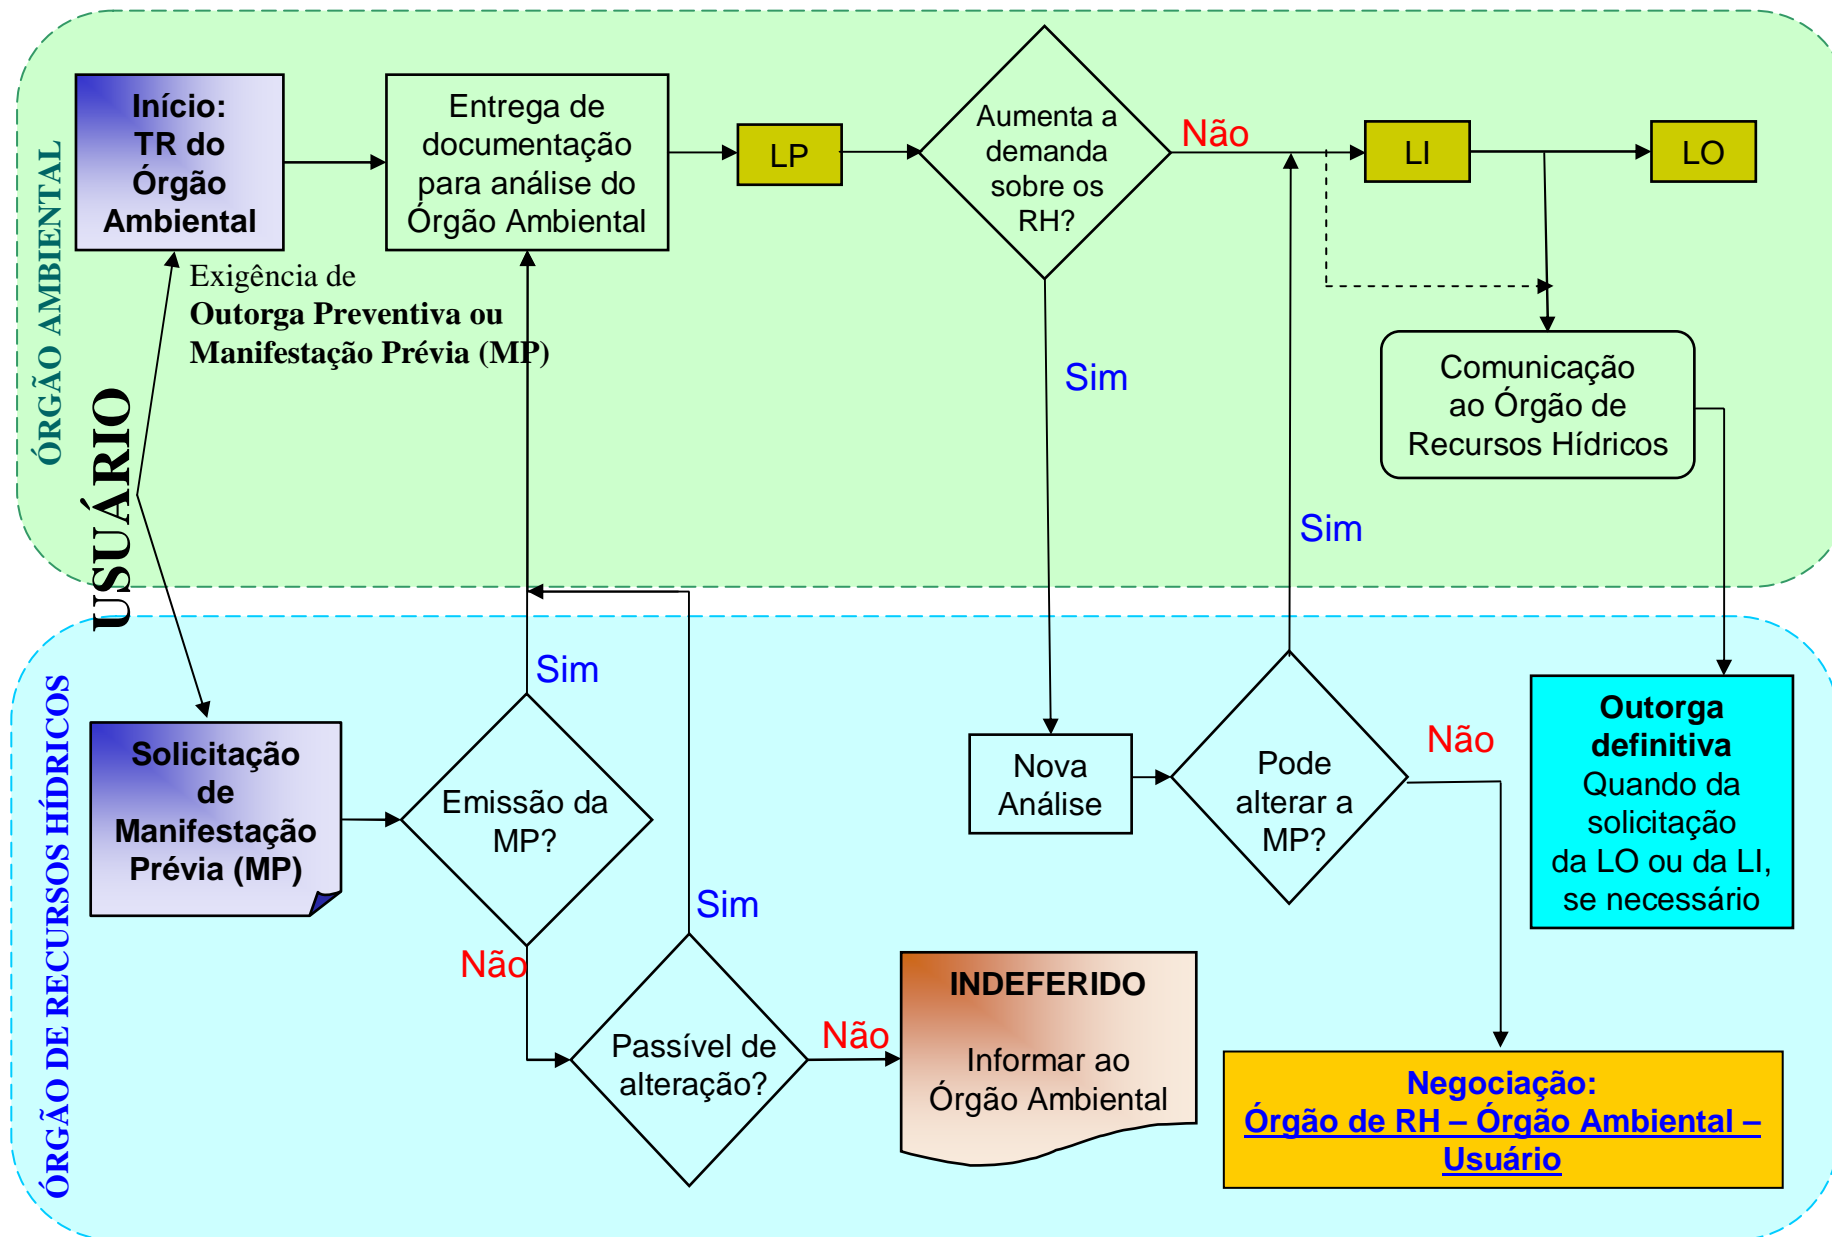 ÓRGÃO AMBIENTAL
Início:
TR do
Órgão
Ambiental
Entrega de
documentação
para análise do
Órgão Ambiental
LP
Aumenta a
demanda
sobre os
RH?
Não
LI
LO
Exigência de
Outorga Preventiva ou
Manifestação Prévia (MP)
Sim
Comunicação
ao Órgão de
Recursos Hídricos
USUÁRIO
Sim
ÓRGÃO DE RECURSOS HÍDRICOS
Solicitação
de
Manifestação
Prévia (MP)
Sim
Emissão da
MP?
Não
Sim
Passível de
alteração?
Não
INDEFERIDO
Informar ao
Órgão Ambiental
Nova
Análise
Pode
alterar a
MP?
Não
Outorga
definitiva
Quando da
solicitação
da LO ou da LI,
se necessário
Negociação:
Órgão de RH – Órgão Ambiental –
Usuário